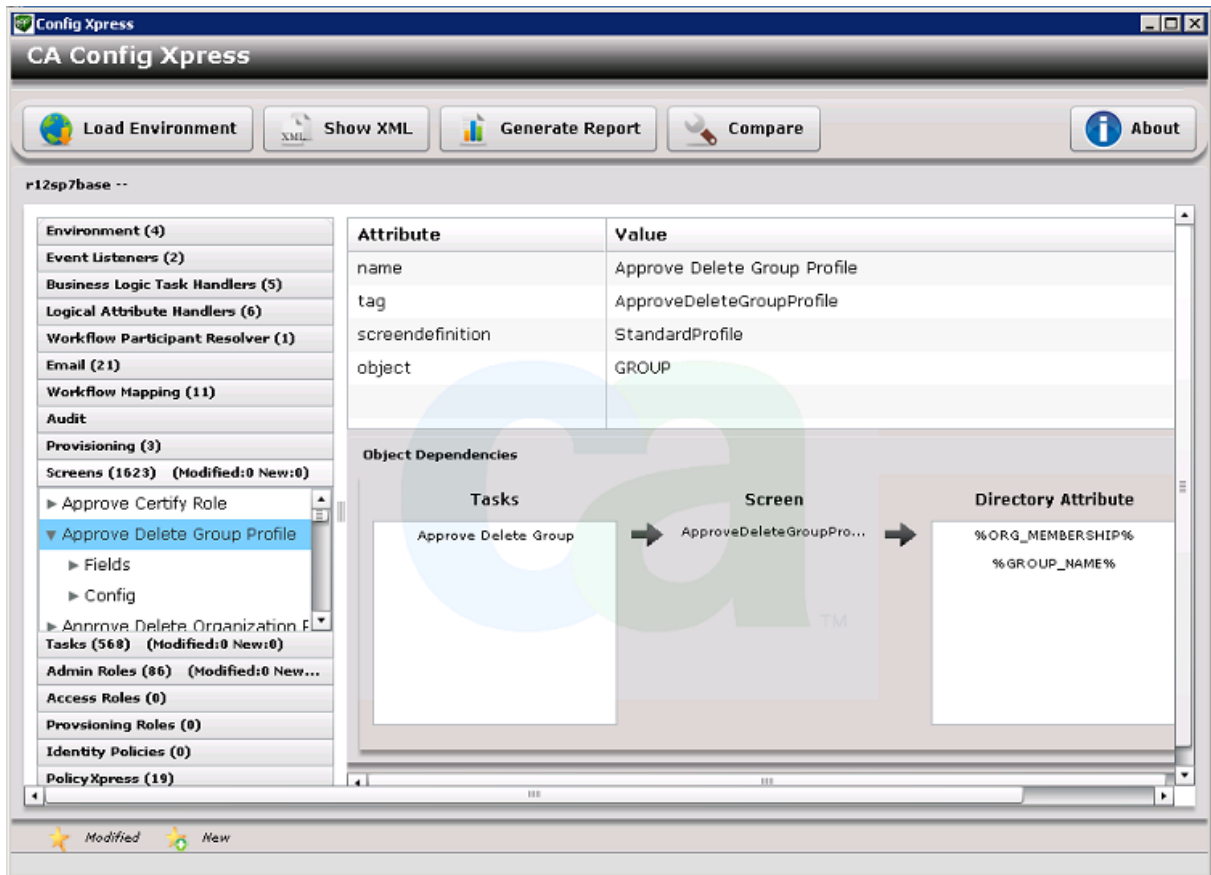 Config Xpress
CA Config Xpress
Load Environment
XML
Show XML
Generate Report
Compare
About
r12sp7base --
Environment (4)
Event Listeners (2)
Business Logic Task Handlers (5)
Logical Attribute Handlers (6)
Workflow Participant Resolver (1)
Email (21)
Workflow Mapping (11)
Audit
Provisioning (3)
Screens (1623) (Modified:0 New:0)
Approve Certify Role
Approve Delete Group Profile
Fields
Config
Approve Delete Organization P
Tasks (568) (Modified:0 New:0)
Admin Roles (86) (Modified:0 New...
Access Roles (0)
Provsioning Roles (0)
Identity Policies (0)
PolicyXpress (19)
Attribute Value
name Approve Delete Group Profile
tag ApproveDeleteGroupProfile
screendefinition StandardProfile
object GROUP
ca
TM
Object Dependencies
Tasks Screen Directory Attribute
Approve Delete Group ApproveDeleteGroupPro... %ORG_MEMBERSHIP%
%GROUP_NAME%
Modified New